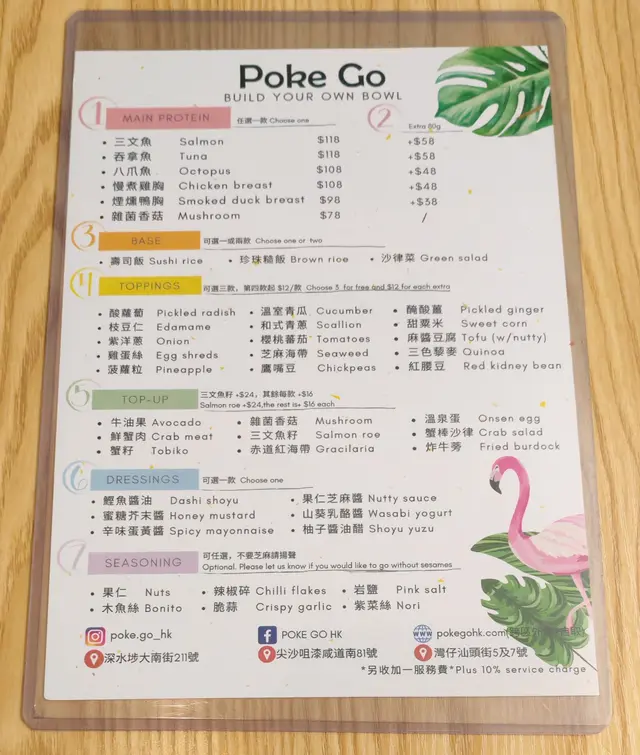 Poke Go
BUILD YOUR OWN BOWL
1 MAIN PROTEIN 任選一款 Choose one
2 Extra 60g
三文魚 Salmon $118 +$58
吞拿魚 Tuna $118 +$58
八爪魚 Octopus $108 +$48
慢煮雞胸 Chicken breast $108 +$48
煙燻鴨胸 Smoked duck breast $98 +$38
雜菌香菇 Mushroom $78 /
3 BASE 可選一或兩款 Choose one or two
壽司飯 Sushi rice 珍珠糙飯 Brown rice 沙律菜 Green salad
4 TOPPINGS 可選三款，第四款起 $12/款 Choose 3 for free and $12 for each extra
酸蘿蔔 Pickled radish 溫室青瓜 Cucumber 醃酸薑 Pickled ginger
枝豆仁 Edamame 和式青蔥 Scallion 甜粟米 Sweet corn
紫洋蔥 Onion 櫻桃蕃茄 Tomatoes 麻醬豆腐 Tofu (w/nutty)
雞蛋絲 Egg shreds 芝麻海帶 Seaweed 三色藜麥 Quinoa
菠蘿粒 Pineapple 鷹嘴豆 Chickpeas 紅腰豆 Red kidney bean
5 TOP-UP 三文魚籽 +$24，其餘每款 +$16
Salmon roe +$24,the rest is+ $16 each
牛油果 Avocado 雜菌香菇 Mushroom 溫泉蛋 Onsen egg
鮮蟹肉 Crab meat 三文魚籽 Salmon roe 蟹棒沙律 Crab salad
蟹籽 Tobiko 赤道紅海帶 Gracilaria 炸牛蒡 Fried burdock
6 DRESSINGS 可選一款 Choose one
鰹魚醬油 Dashi shoyu 果仁芝麻醬 Nutty sauce
蜜糖芥末醬 Honey mustard 山葵乳酪醬 Wasabi yogurt
辛味蛋黃醬 Spicy mayonnaise 柚子醬油醋 Shoyu yuzu
7 SEASONING 可任選，不要芝麻請揚聲
Optional. Please let us know if you would like to go without sesames
果仁 Nuts 辣椒碎 Chilli flakes 岩鹽 Pink salt
木魚絲 Bonito 脆蒜 Crispy garlic 紫菜絲 Nori
poke.go_hk POKE GO HK pokegohk.com
深水埗大南街211號 尖沙咀漆咸道南81號 灣仔汕頭街5及7號
*另收加一服務費*Plus 10% service charge